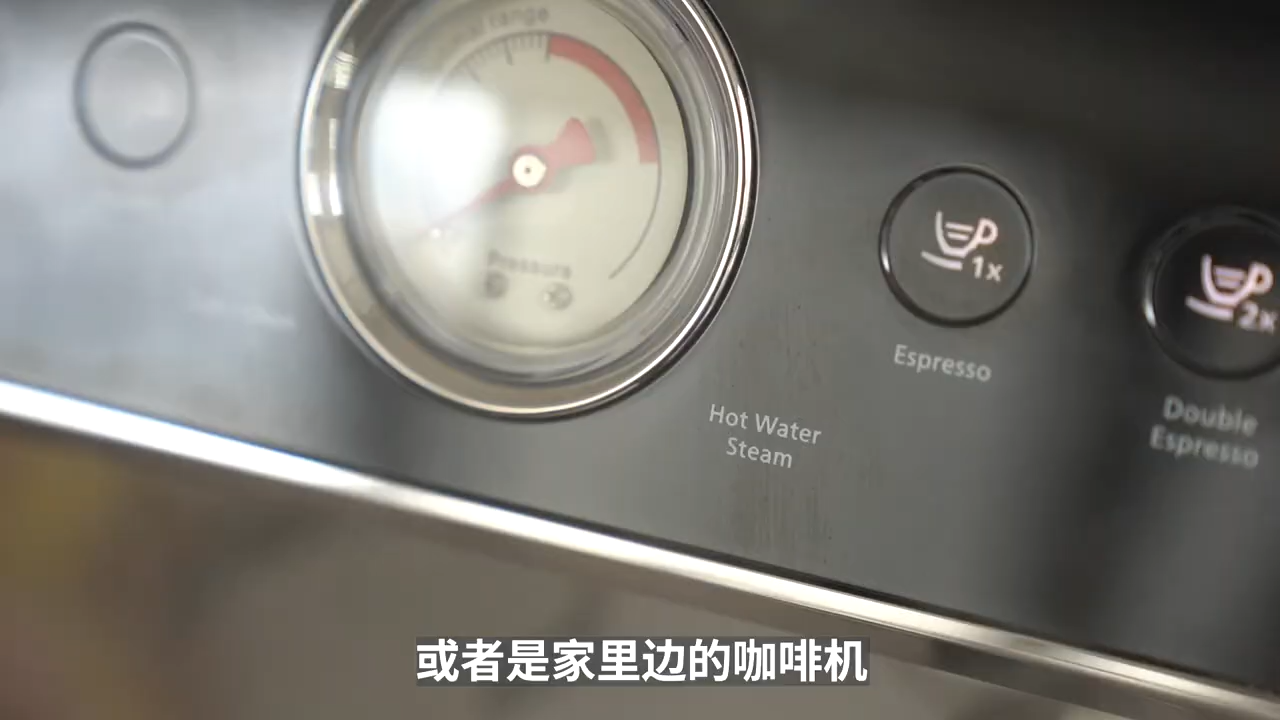 range
Pressure
1x
Espresso
2x
Double
Espresso
Hot Water
Steam
或者是家里边的咖啡机